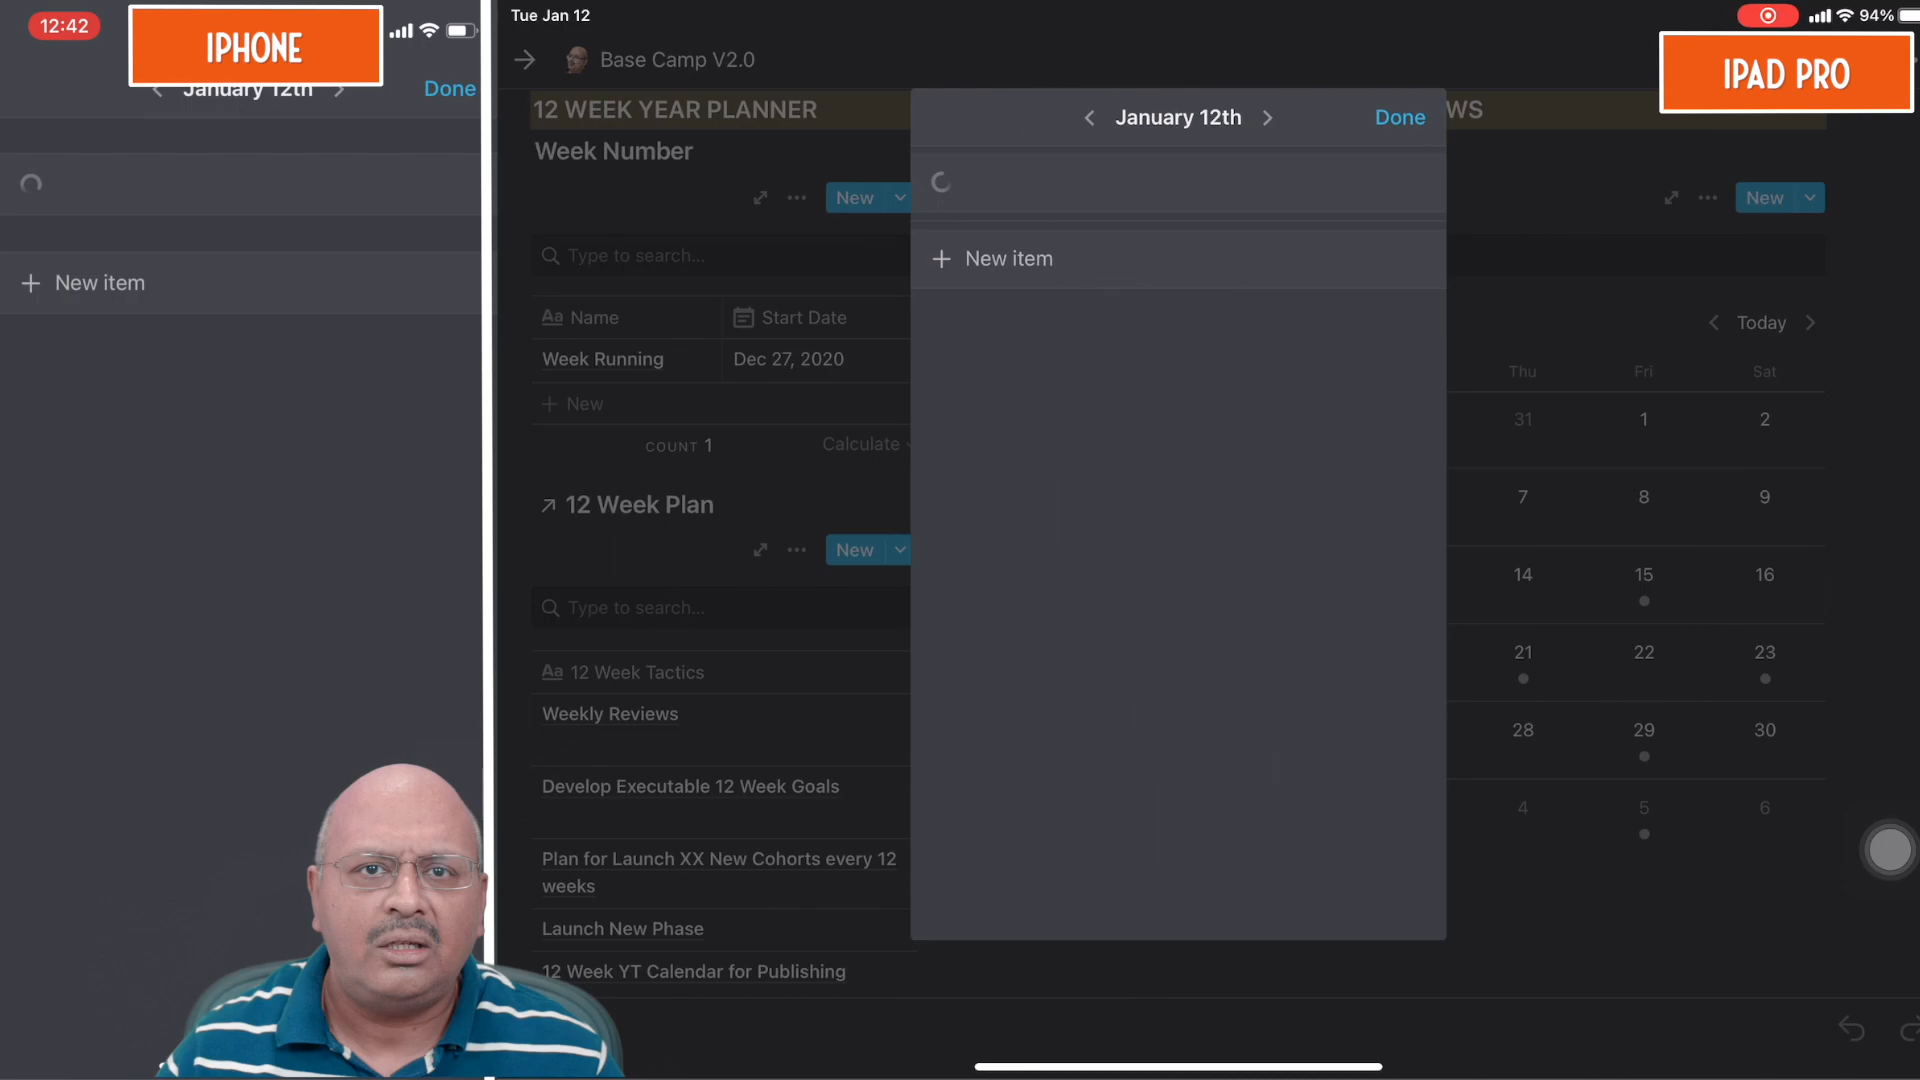 12:42
IPHONE
January 12th
Done
New item
Tue Jan 12
94%
IPAD PRO
Base Camp V2.0
12 WEEK YEAR PLANNER
WS
Week Number
New
Type to search...
Aa Name
Start Date
Week Running
Dec 27, 2020
New
COUNT 1
Calculate
12 Week Plan
New
Type to search...
Aa 12 Week Tactics
Weekly Reviews
Develop Executable 12 Week Goals
Plan for Launch XX New Cohorts every 12
weeks
Launch New Phase
12 Week YT Calendar for Publishing
January 12th
Done
New item
New
Today
Thu Fri Sat
31 1 2
7 8 9
14 15 16
21 22 23
28 29 30
4 5 6